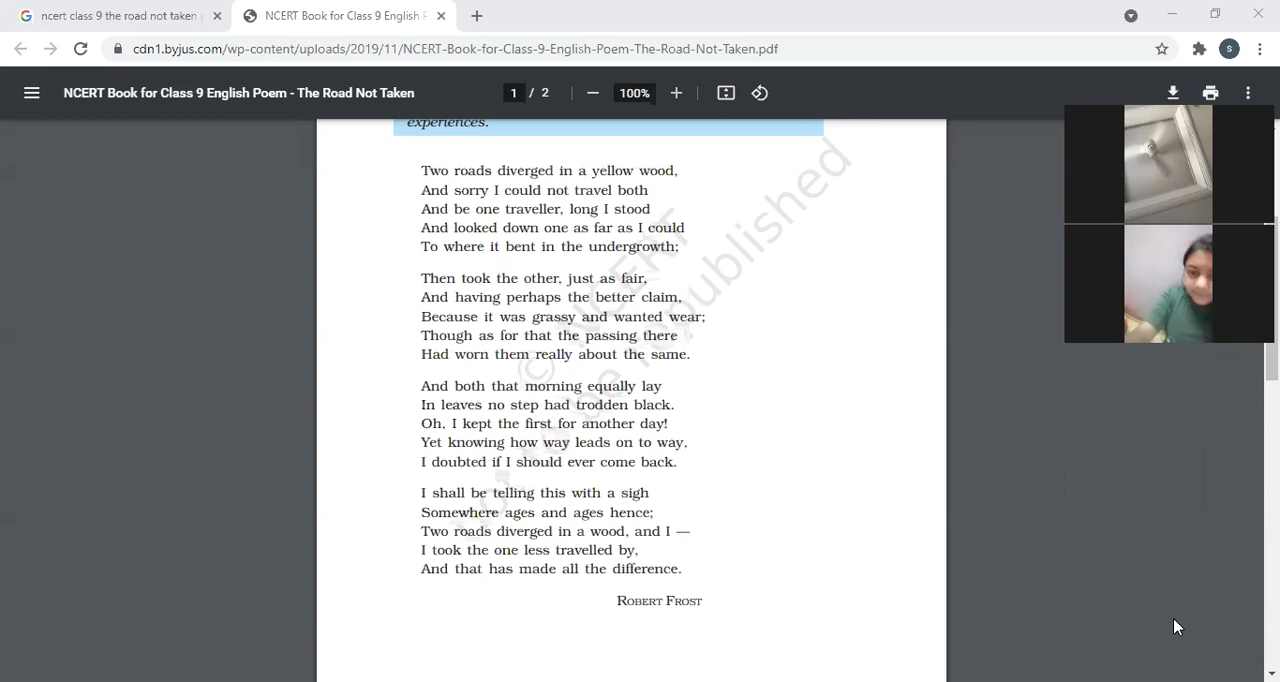 ncert class 9 the road not taken
NCERT Book for Class 9 English P
cdn1.byjus.com/wp-content/uploads/2019/11/NCERT-Book-for-Class-9-English-Poem-The-Road-Not-Taken.pdf
S
NCERT Book for Class 9 English Poem - The Road Not Taken
1 / 2
100%
experiences.
Two roads diverged in a yellow wood,
And sorry I could not travel both
And be one traveller, long I stood
And looked down one as far as I could
To where it bent in the undergrowth;
Then took the other, just as fair,
And having perhaps the better claim,
Because it was grassy and wanted wear;
Though as for that the passing there
Had worn them really about the same.
And both that morning equally lay
In leaves no step had trodden black.
Oh, I kept the first for another day!
Yet knowing how way leads on to way,
I doubted if I should ever come back.
I shall be telling this with a sigh
Somewhere ages and ages hence;
Two roads diverged in a wood, and I —
I took the one less travelled by,
And that has made all the difference.
ROBERT FROST
© NCERT
not to be republished